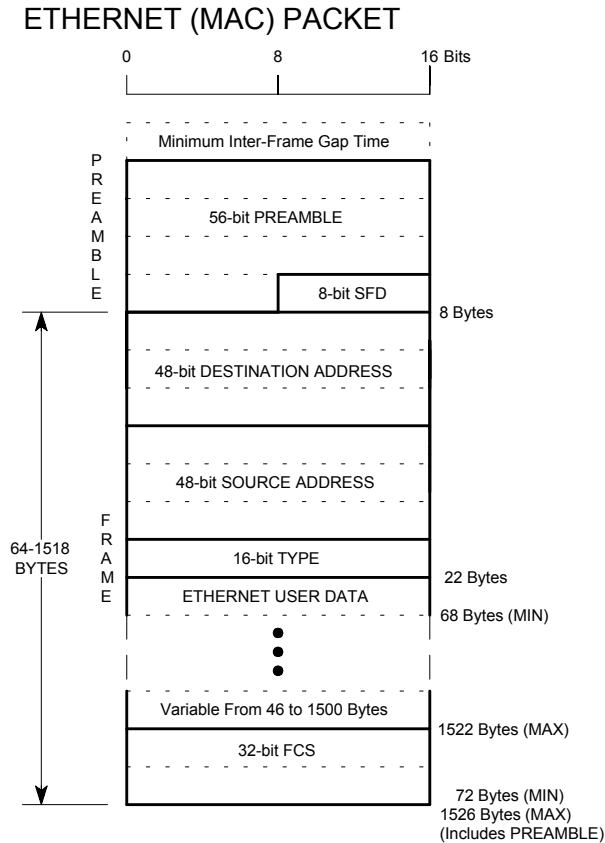 ETHERNET (MAC) PACKET
0 8 16 Bits
Minimum Inter-Frame Gap Time
PREAMBLE
56-bit PREAMBLE
8-bit SFD
8 Bytes
48-bit DESTINATION ADDRESS
48-bit SOURCE ADDRESS
FRAME
64-1518
BYTES
16-bit TYPE
22 Bytes
ETHERNET USER DATA
68 Bytes (MIN)
Variable From 46 to 1500 Bytes
1522 Bytes (MAX)
32-bit FCS
72 Bytes (MIN)
1526 Bytes (MAX)
(Includes PREAMBLE)